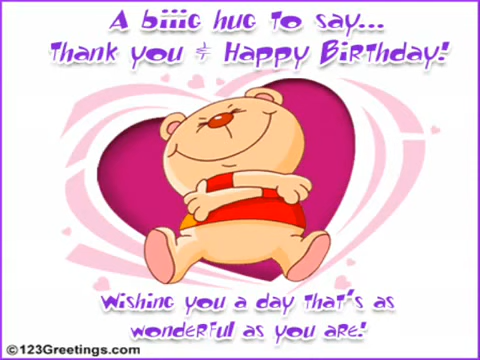 A biiig hug to say...
Thank you & Happy Birthday!
Wishing you a day that's as
wonderful as you are!
©123Greetings.com